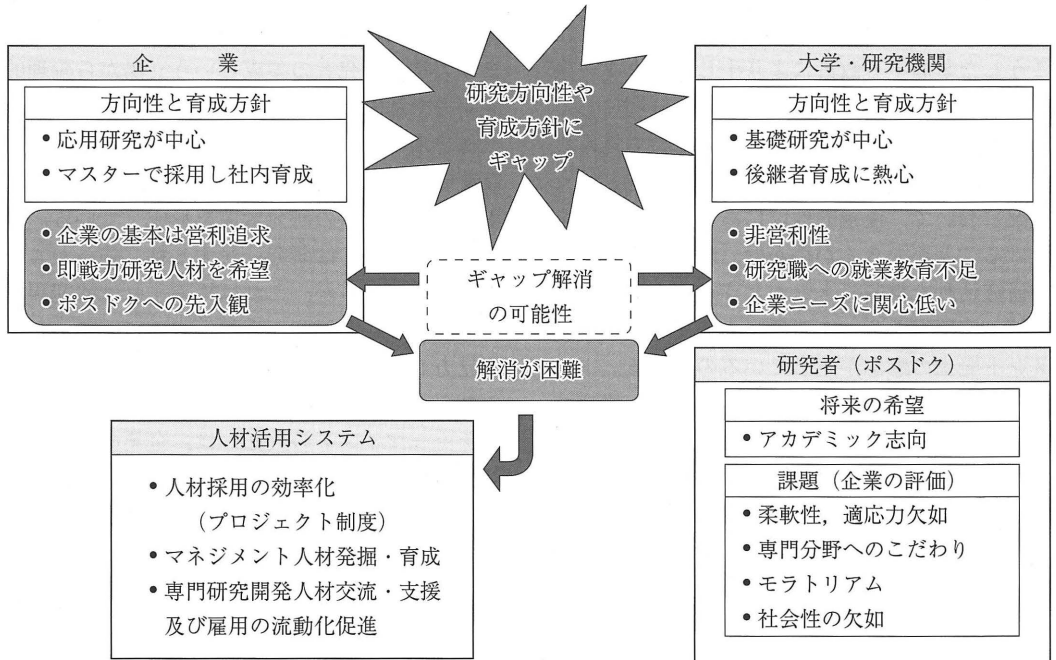 企　業
方向性と育成方針
• 応用研究が中心
• マスターで採用し社内育成
• 企業の基本は営利追求
• 即戦力研究人材を希望
• ポスドクへの先入観
研究方向性や
育成方針に
ギャップ
ギャップ解消
の可能性
解消が困難
大学・研究機関
方向性と育成方針
• 基礎研究が中心
• 後継者育成に熱心
• 非営利性
• 研究職への就業教育不足
• 企業ニーズに関心低い
人材活用システム
• 人材採用の効率化
（プロジェクト制度）
• マネジメント人材発掘・育成
• 専門研究開発人材交流・支援
及び雇用の流動化促進
研究者（ポスドク）
将来の希望
• アカデミック志向
課題（企業の評価）
• 柔軟性，適応力欠如
• 専門分野へのこだわり
• モラトリアム
• 社会性の欠如